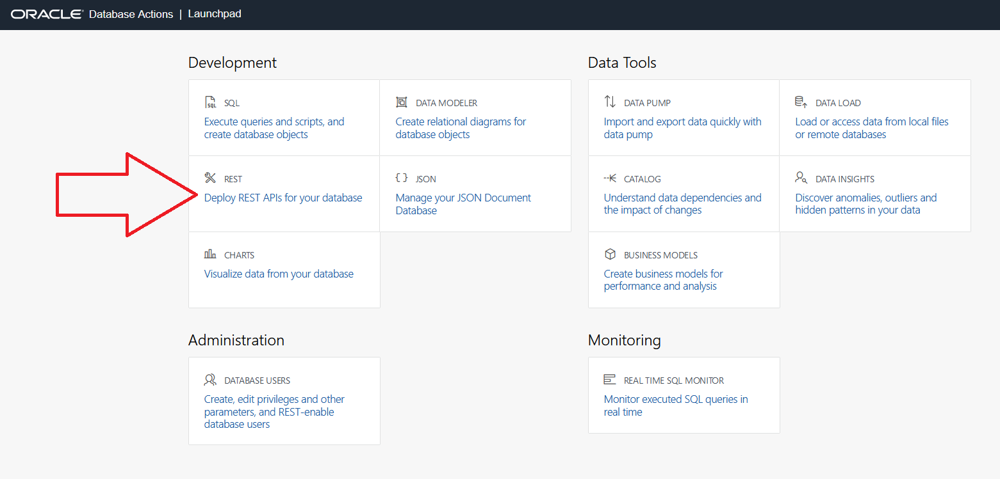 ORACLE Database Actions | Launchpad
Development
SQL
Execute queries and scripts, and
create database objects
DATA MODELER
Create relational diagrams for
database objects
REST
Deploy REST APIs for your database
JSON
Manage your JSON Document
Database
CHARTS
Visualize data from your database
Data Tools
DATA PUMP
Import and export data quickly with
data pump
DATA LOAD
Load or access data from local files
or remote databases
CATALOG
Understand data dependencies and
the impact of changes
DATA INSIGHTS
Discover anomalies, outliers and
hidden patterns in your data
BUSINESS MODELS
Create business models for
performance and analysis
Administration
DATABASE USERS
Create, edit privileges and other
parameters, and REST-enable
database users
Monitoring
REAL TIME SQL MONITOR
Monitor executed SQL queries in
real time